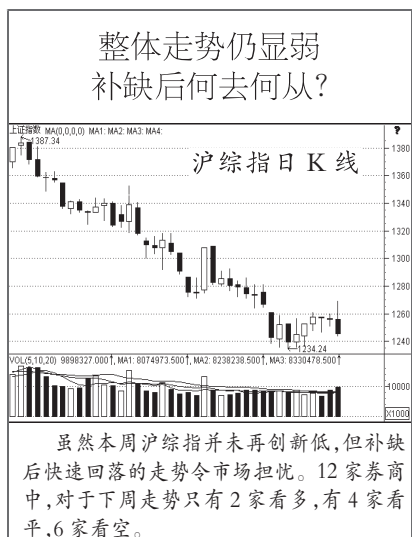 整体走势仍显弱
补缺后何去何从?
上证指数 MA(0,0,0,0) MA1: MA2: MA3: MA4:
1387.34
?
沪综指日 K 线
1380
1360
1340
1320
1300
1280
1260
1240
1234.24
VOL(5,10,20) 9898327.000↑, MA1: 8074973.500↑, MA2: 8238238.500↑, MA3: 8330478.500↑
10000
X1000
虽然本周沪综指并未再创新低,但补缺
后快速回落的走势令市场担忧。12 家券商
中,对于下周走势只有 2 家看多,有 4 家看
平,6 家看空。